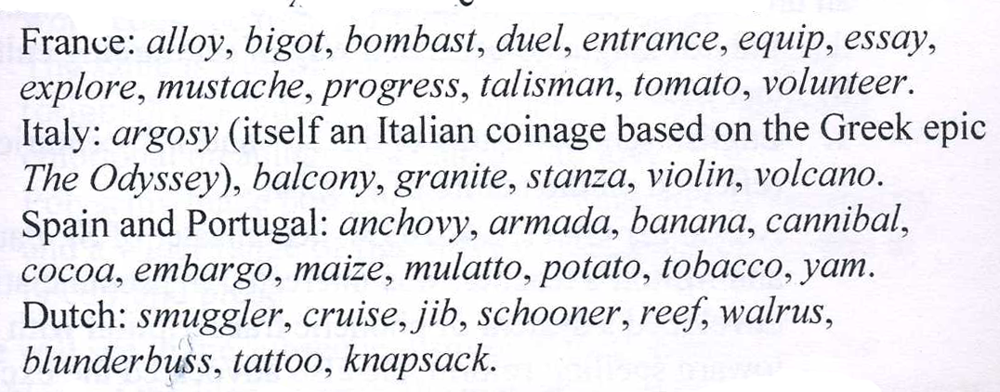 France: alloy, bigot, bombast, duel, entrance, equip, essay,
explore, mustache, progress, talisman, tomato, volunteer.
Italy: argosy (itself an Italian coinage based on the Greek epic
The Odyssey), balcony, granite, stanza, violin, volcano.
Spain and Portugal: anchovy, armada, banana, cannibal,
cocoa, embargo, maize, mulatto, potato, tobacco, yam.
Dutch: smuggler, cruise, jib, schooner, reef, walrus,
blunderbuss, tattoo, knapsack.